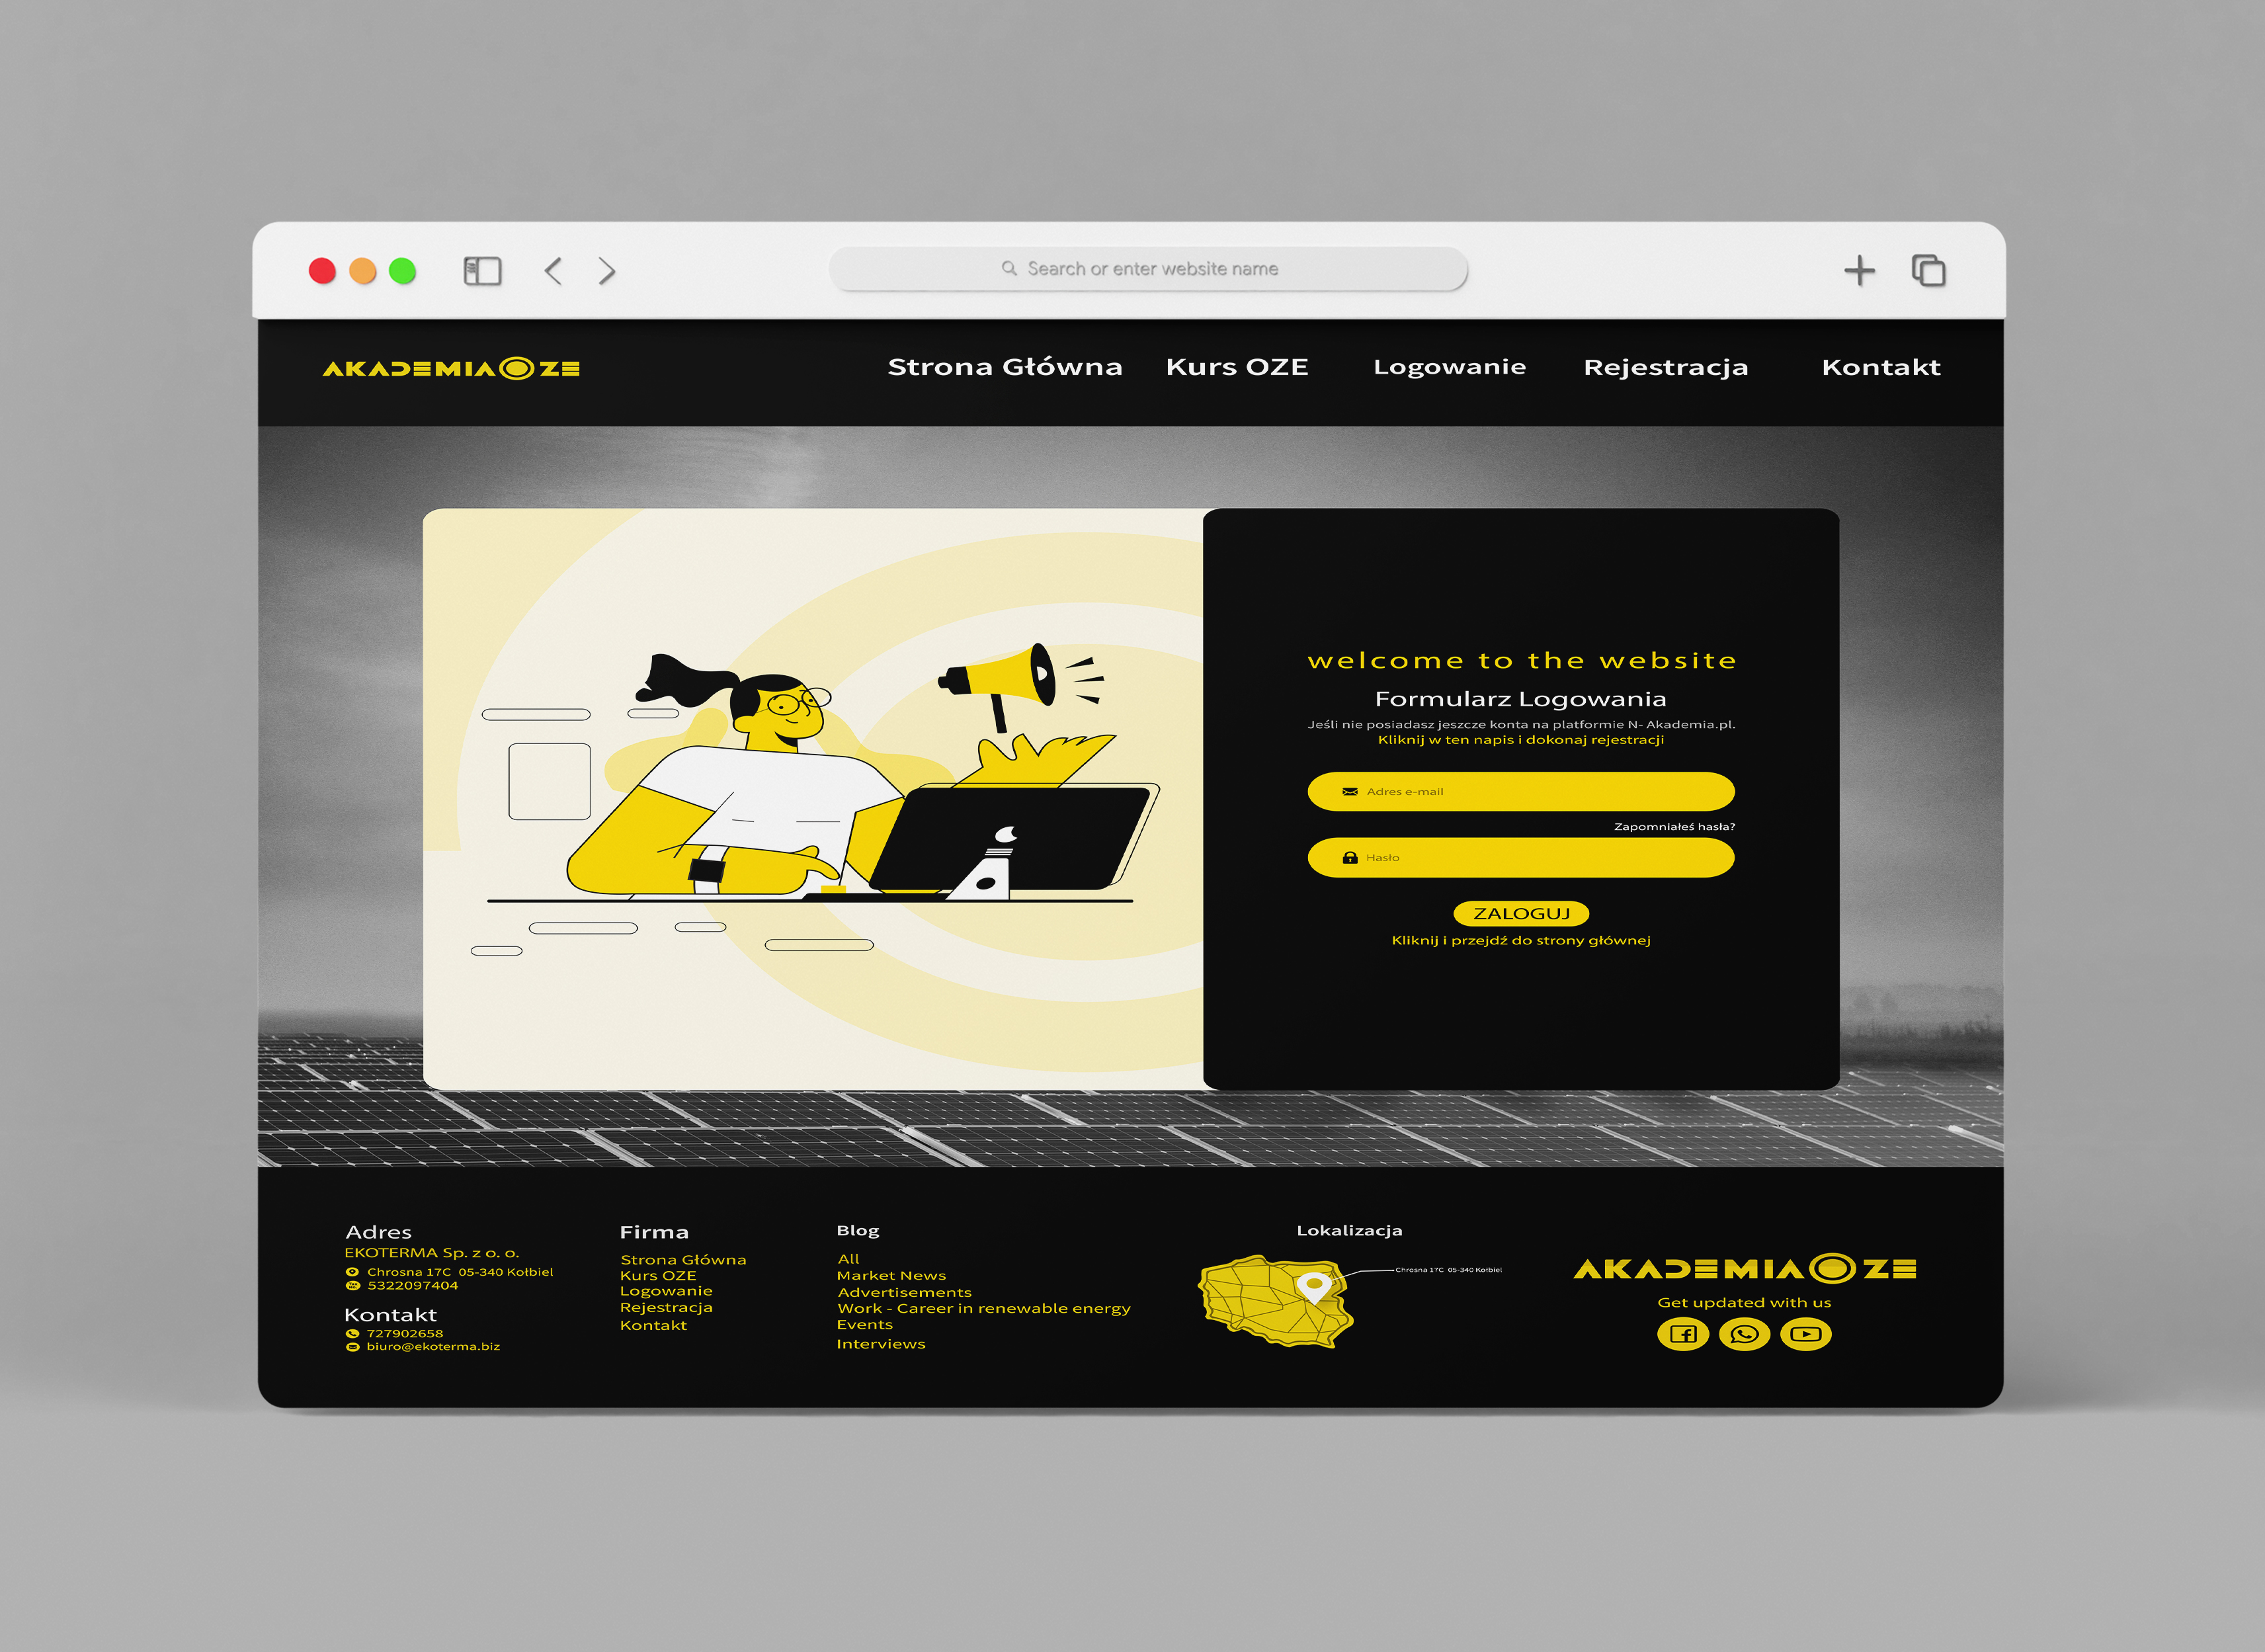 Search or enter website name
AKADEMIA OZE
Strona Główna Kurs OZE Logowanie Rejestracja Kontakt
welcome to the website
Formularz Logowania
Jeśli nie posiadasz jeszcze konta na platformie N- Akademia.pl.
Kliknij w ten napis i dokonaj rejestracji
Adres e-mail
Zapomniałeś hasła?
Hasło
ZALOGUJ
Kliknij i przejdź do strony głównej
Adres
EKOTERMA Sp. z o. o.
Chrosna 17C 05-340 Kołbiel
5322097404
Kontakt
727902658
biuro@ekoterma.biz
Firma
Strona Główna
Kurs OZE
Logowanie
Rejestracja
Kontakt
Blog
All
Market News
Advertisements
Work - Career in renewable energy
Events
Interviews
Lokalizacja
Chrosna 17C 05-340 Kołbiel
AKADEMIA OZE
Get updated with us